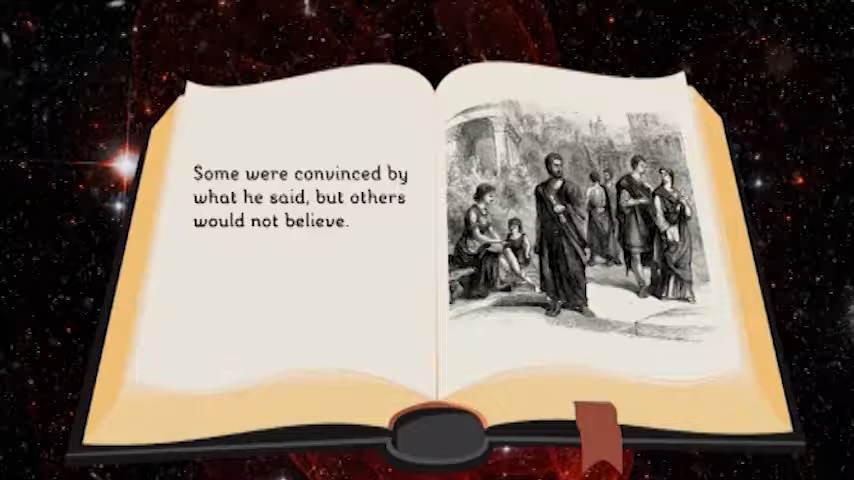 Some were convinced by
what he said, but others
would not believe.